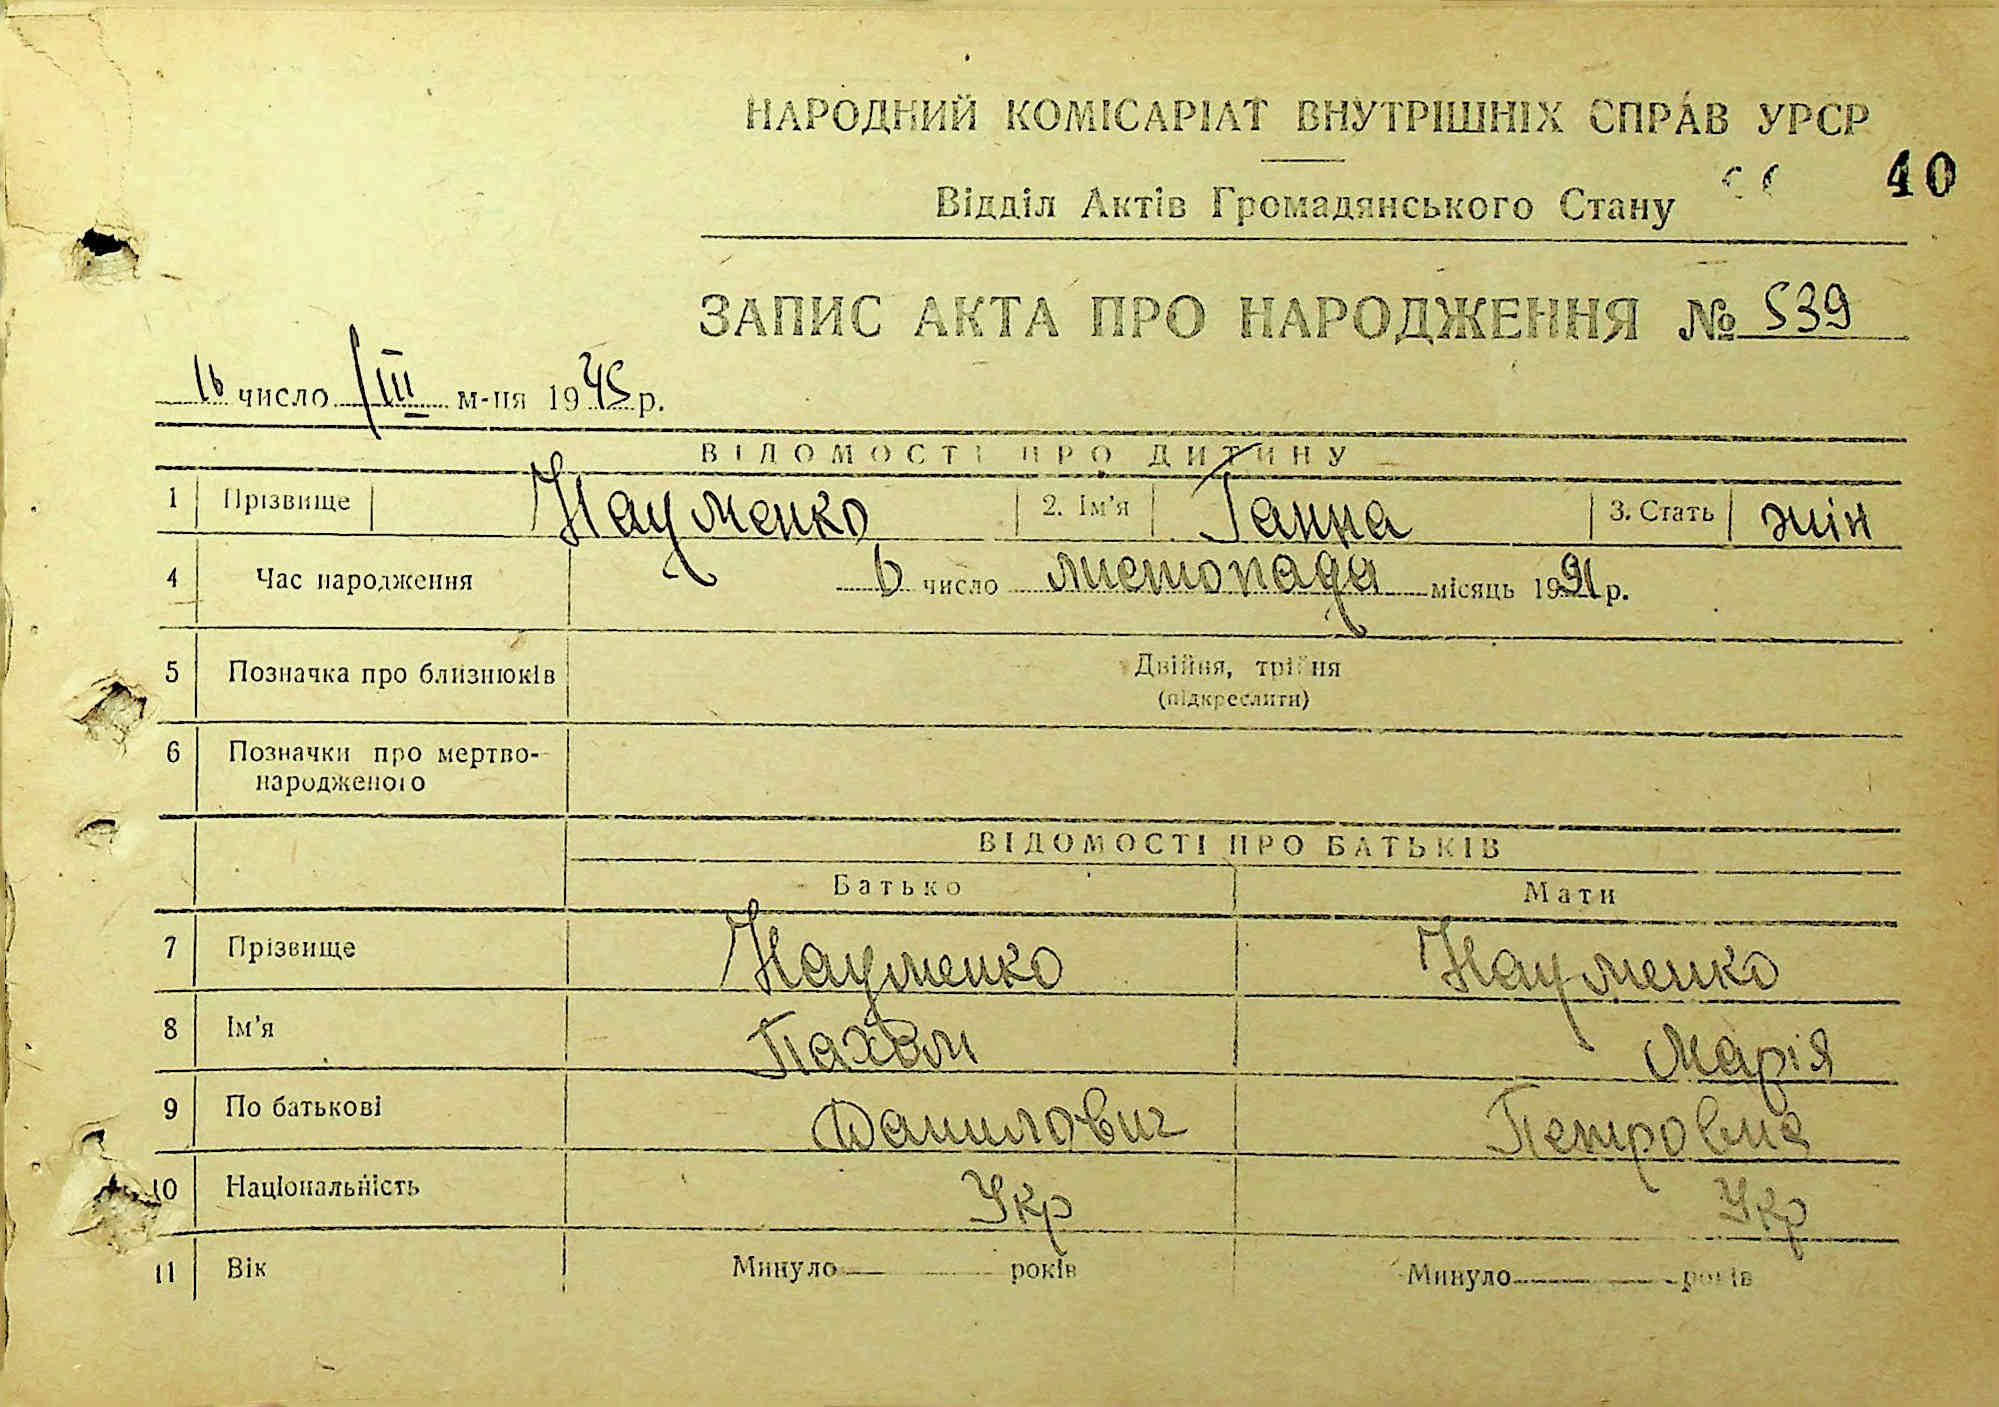 НАРОДНИЙ КОМІСАРІАТ ВНУТРІШНІХ СПРАВ УРСР
40
Відділ Актів Громадянського Стану
ЗАПИС АКТА ПРО НАРОДЖЕННЯ № 539
16 число /III м-ця 1945 р.
ВІДОМОСТІ ПРО ДИТИНУ
1 Прізвище Науменко 2. Ім'я Ганна 3. Стать жін
4 Час народження 6 число листопада місяць 19 р.
5 Позначка про близнюків Двійня, трійня
(підкреслити)
6 Позначки про мертво-
народженого
ВІДОМОСТІ ПРО БАТЬКІВ
Батько Мати
7 Прізвище Науменко Науменко
8 Ім'я Пахом Марія
9 По батькові Данилович Петровна
10 Національність Укр Укр
11 Вік Минуло років Минуло років